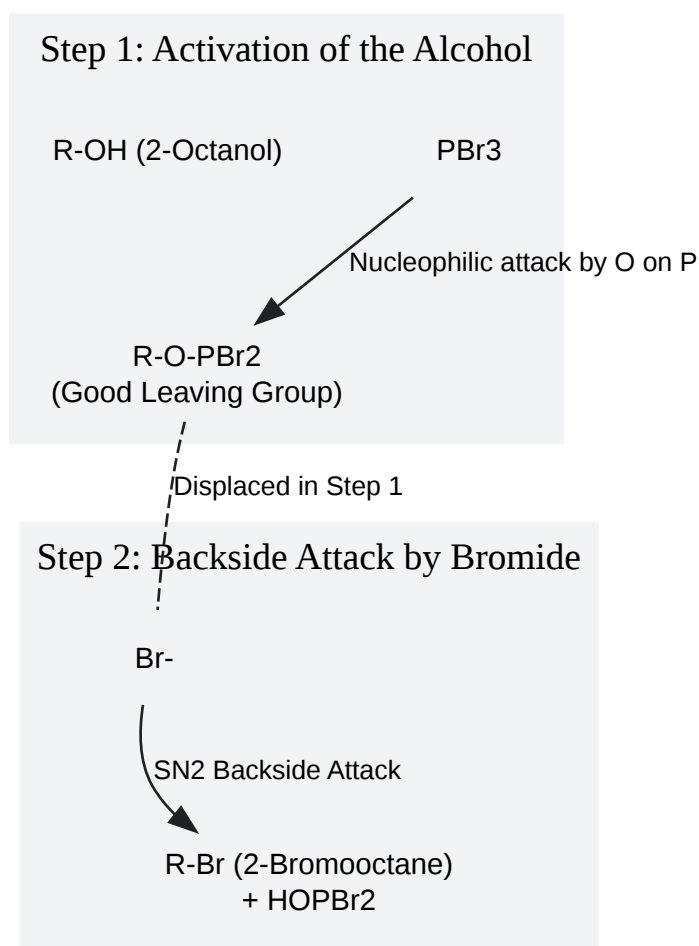 Step 1: Activation of the Alcohol
R-OH (2-Octanol)
PBr3
Nucleophilic attack by O on P
R-O-PBr2
(Good Leaving Group)
Displaced in Step 1
Step 2: Backside Attack by Bromide
Br-
SN2 Backside Attack
R-Br (2-Bromooctane)
+ HOPBr2